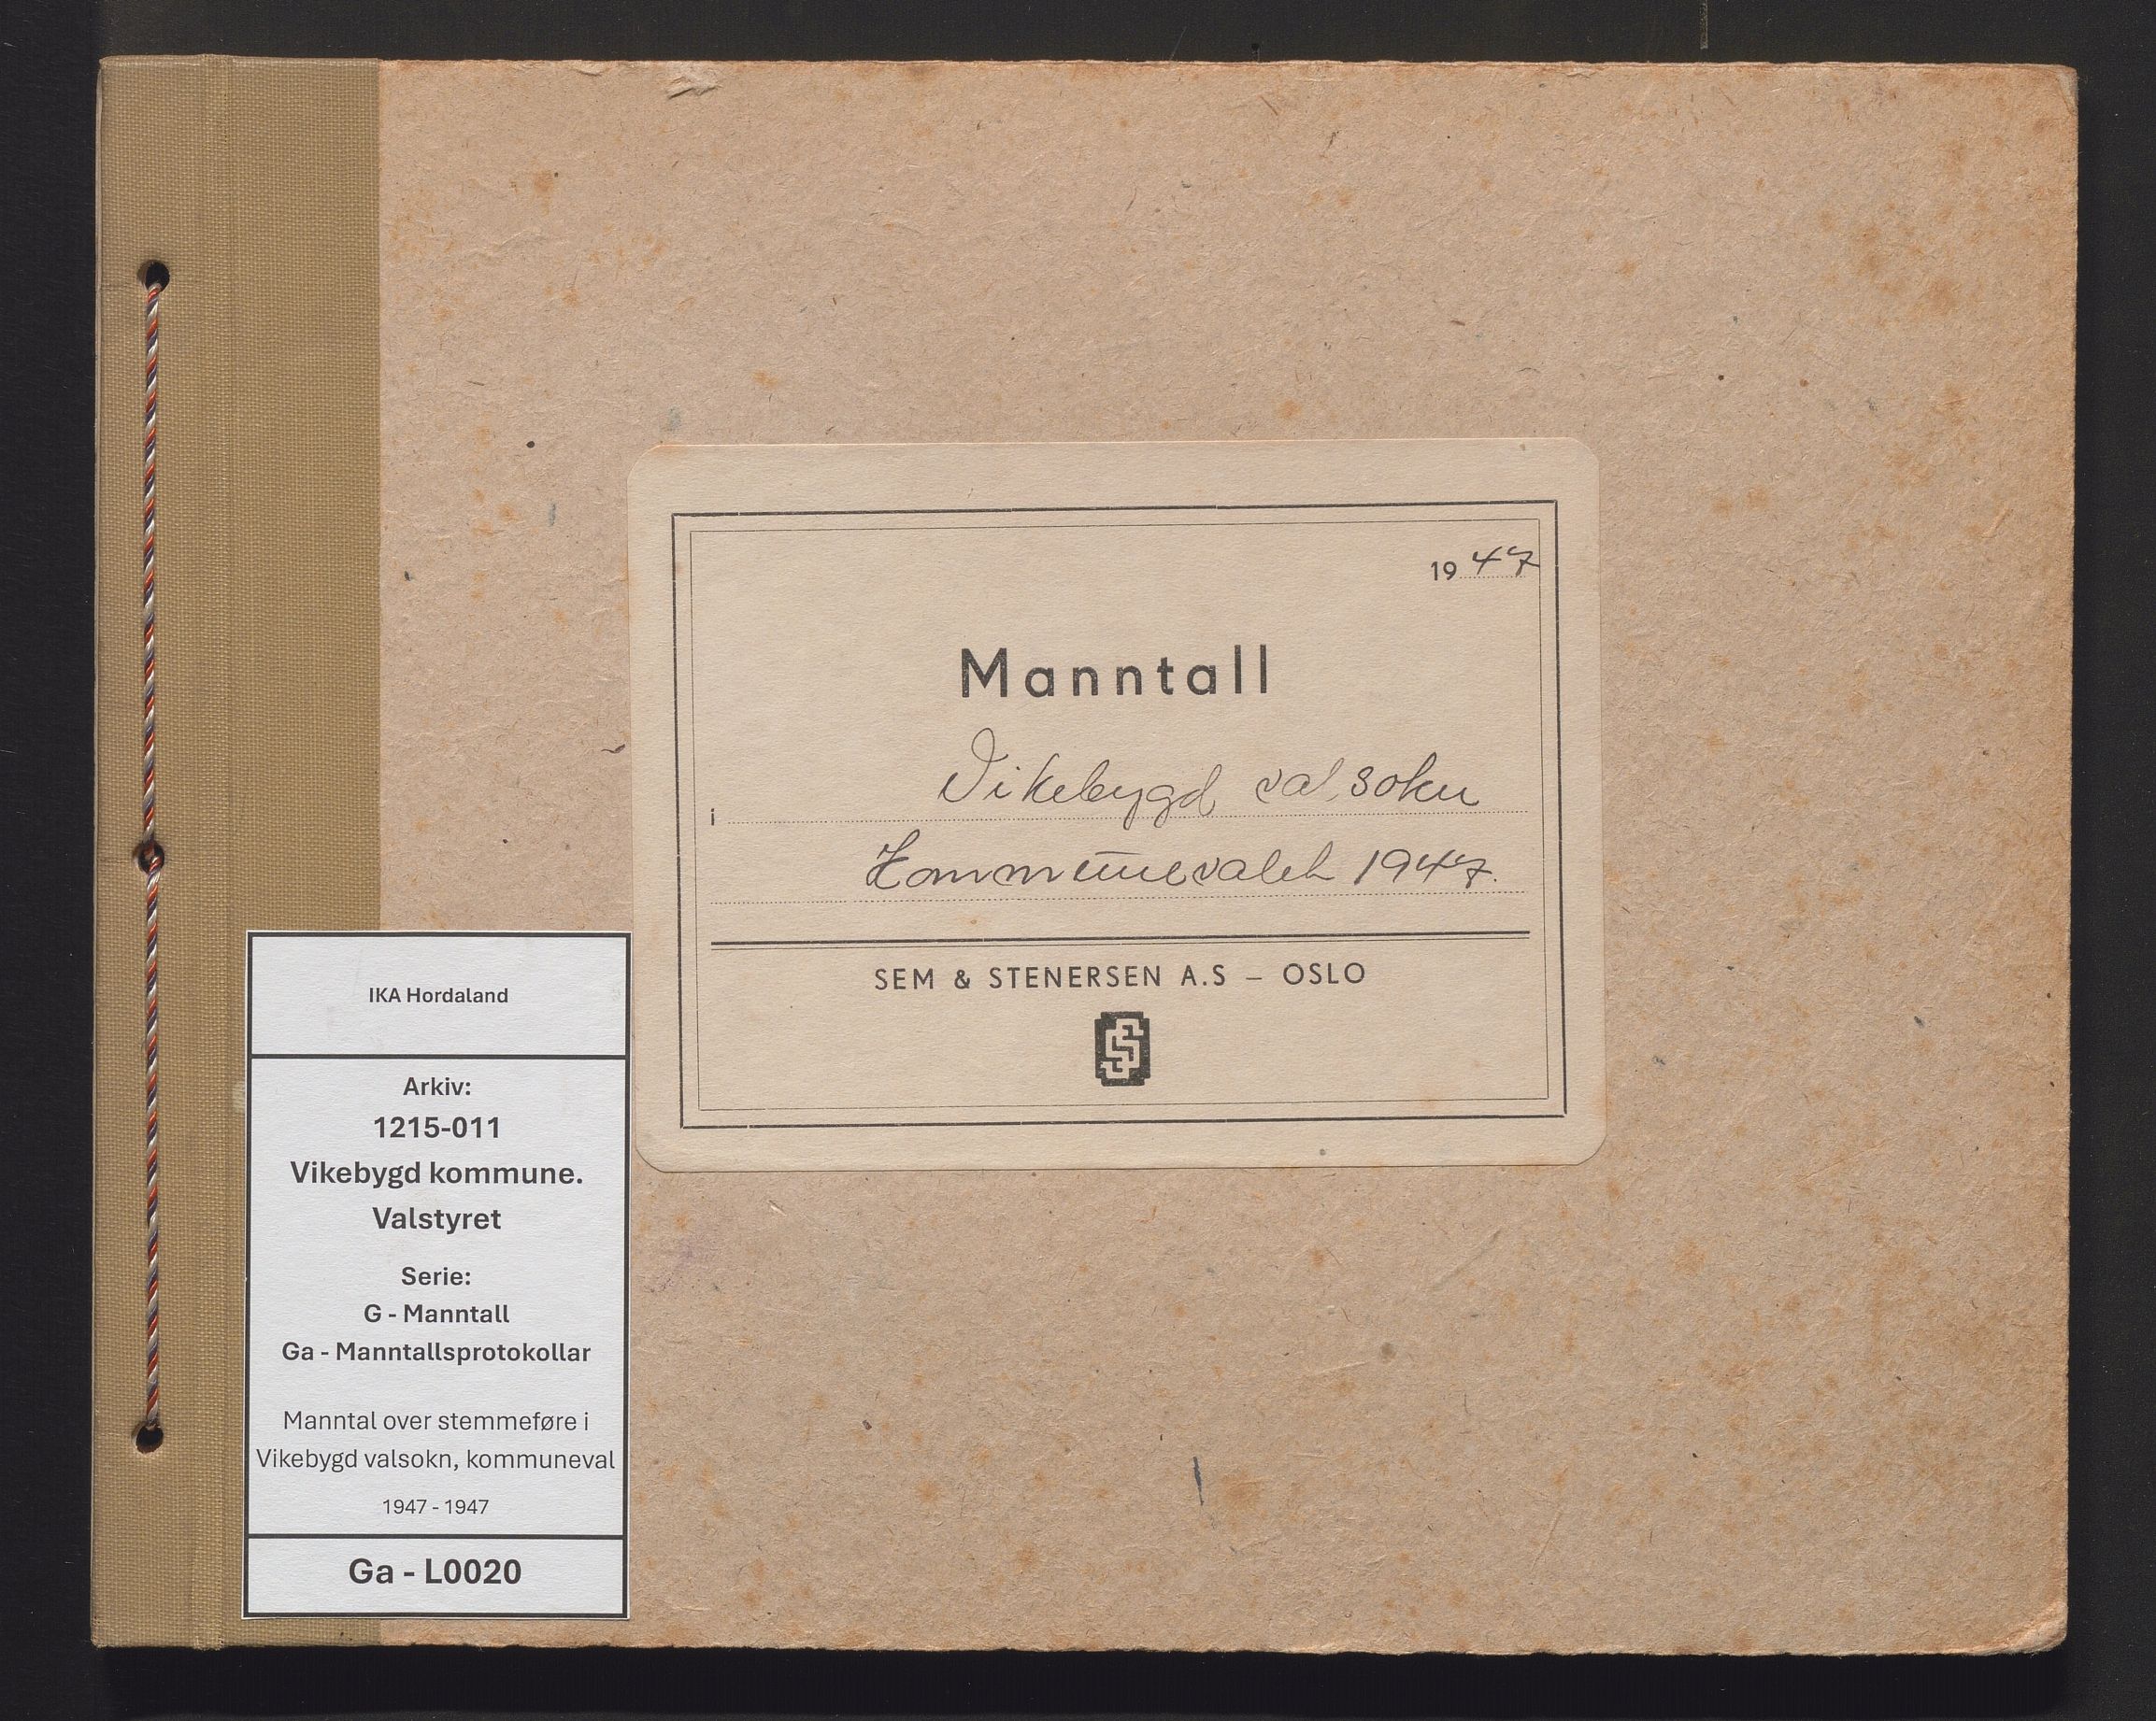 1947
Manntall
i Vikebygd valsokn
Kommunevalet 1947.
SEM & STENERSEN A.S – OSLO
SS
IKA Hordaland
Arkiv:
1215-011
Vikebygd kommune.
Valstyret
Serie:
G - Manntall
Ga - Manntallsprotokollar
Manntal over stemmeføre i
Vikebygd valsokn, kommuneval
1947 - 1947
Ga - L0020